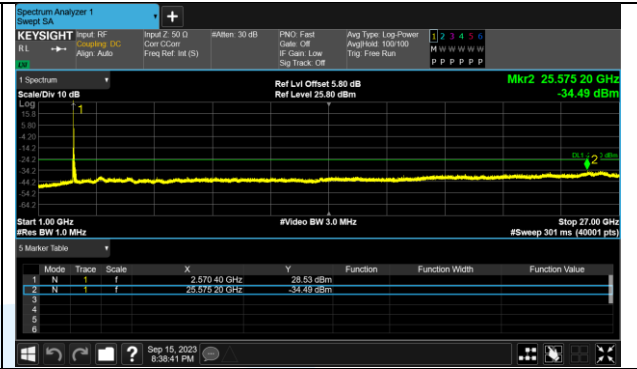 Spectrum Analyzer 1
Swept SA
+
KEYSIGHT Input: RF Input Z: 50 Ω #Atten: 30 dB PNO: Fast Avg Type: Log-Power 1 2 3 4 5 6
RL Coupling: DC Corr CCorr Gate: Off Avg|Hold: 100/100 M W W W W W
Align: Auto Freq Ref: Int (S) IF Gain: Low Trig: Free Run P P P P P P
LW Sig Track: Off
1 Spectrum Ref Lvl Offset 5.80 dB Mkr2 25.575 20 GHz
Scale/Div 10 dB Ref Level 25.80 dBm -34.49 dBm
Log
1
15.8
5.80
-4.20
-14.2
-24.2 DL1 dBm
2
-34.2
-44.2
-54.2
-64.2
Start 1.00 GHz #Video BW 3.0 MHz Stop 27.00 GHz
#Res BW 1.0 MHz #Sweep 301 ms (40001 pts)
5 Marker Table
Mode Trace Scale X Y Function Function Width Function Value
1 N 1 f 2.570 40 GHz 28.53 dBm
2 N 1 f 25.575 20 GHz -34.49 dBm
3
4
5
6
? Sep 15, 2023
8:38:41 PM